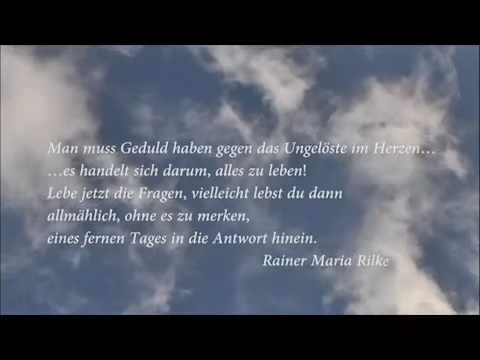 Man muss Geduld haben gegen das Ungelöste im Herzen…
…es handelt sich darum, alles zu leben!
Lebe jetzt die Fragen, vielleicht lebst du dann
allmählich, ohne es zu merken,
eines fernen Tages in die Antwort hinein.
Rainer Maria Rilke